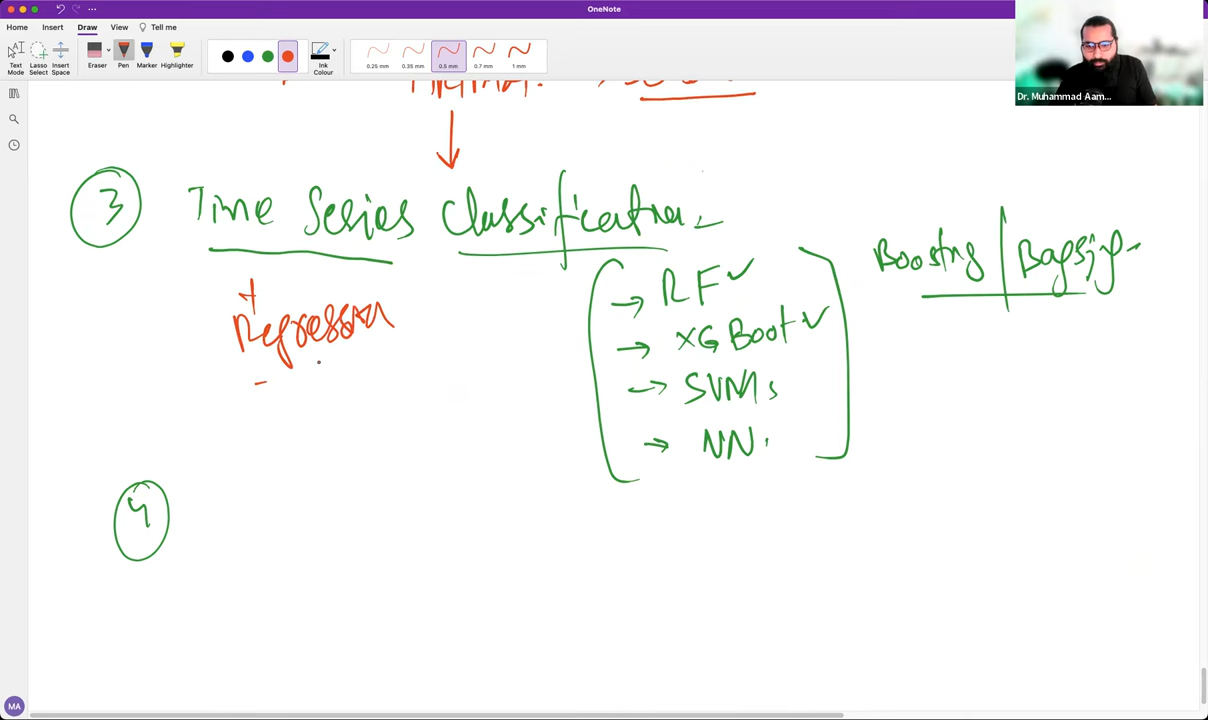 OneNote
Home Insert Draw View Tell me
Text Mode
Lasso Select
Insert Space
Eraser
Pen
Marker
Highlighter
Ink Colour
0.25 mm
0.35 mm
0.5 mm
0.7 mm
1 mm
Dr. Muhammad Aam...
3 Time Series Classification
Boosting | Bagging
+
Regression
→ RF ✓
→ XG Boot ✓
→ SVMs
→ NN
4
MA